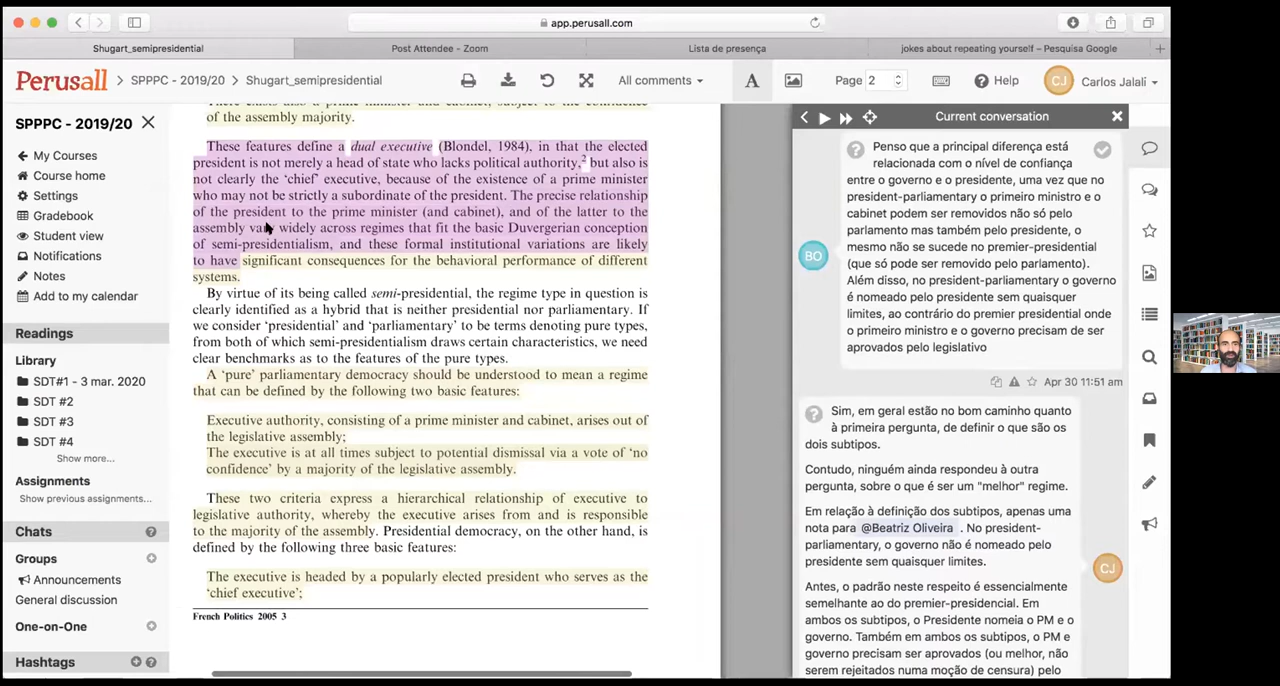 app.perusall.com
Shugart_semipresidential
Post Attendee - Zoom
Lista de presença
jokes about repeating yourself - Pesquisa Google
Perusall
SPPPC - 2019/20
Shugart_semipresidential
All comments
A
Page 2
Help
CJ
Carlos Jalali
SPPPC - 2019/20
My Courses
Course home
Settings
Gradebook
Student view
Notifications
Notes
Add to my calendar
Readings
Library
SDT#1 - 3 mar. 2020
SDT #2
SDT #3
SDT #4
Show more...
Assignments
Show previous assignments...
Chats
Groups
Announcements
General discussion
One-on-One
Hashtags
There exists also a prime minister and cabinet, subject to the confidence
of the assembly majority.
These features define a dual executive (Blondel, 1984), in that the elected
president is not merely a head of state who lacks political authority,2 but also is
not clearly the ‘chief’ executive, because of the existence of a prime minister
who may not be strictly a subordinate of the president. The precise relationship
of the president to the prime minister (and cabinet), and of the latter to the
assembly vary widely across regimes that fit the basic Duvergerian conception
of semi-presidentialism, and these formal institutional variations are likely
to have significant consequences for the behavioral performance of different
systems.
By virtue of its being called semi-presidential, the regime type in question is
clearly identified as a hybrid that is neither presidential nor parliamentary. If
we consider ‘presidential’ and ‘parliamentary’ to be terms denoting pure types,
from both of which semi-presidentialism draws certain characteristics, we need
clear benchmarks as to the features of the pure types.
A ‘pure’ parliamentary democracy should be understood to mean a regime
that can be defined by the following two basic features:
Executive authority, consisting of a prime minister and cabinet, arises out of
the legislative assembly;
The executive is at all times subject to potential dismissal via a vote of ‘no
confidence’ by a majority of the legislative assembly.
These two criteria express a hierarchical relationship of executive to
legislative authority, whereby the executive arises from and is responsible
to the majority of the assembly. Presidential democracy, on the other hand, is
defined by the following three basic features:
The executive is headed by a popularly elected president who serves as the
‘chief executive’;
French Politics 2005 3
Current conversation
Penso que a principal diferença está
relacionada com o nível de confiança
entre o governo e o presidente, uma vez que no
president-parliamentary o primeiro ministro e o
cabinet podem ser removidos não só pelo
parlamento mas também pelo presidente, o
mesmo não se sucede no premier-presidential
(que só pode ser removido pelo parlamento).
Além disso, no president-parliamentary o governo
é nomeado pelo presidente sem quaisquer
limites, ao contrário do premier presidential onde
o primeiro ministro e o governo precisam de ser
aprovados pelo legislativo
BO
Apr 30 11:51 am
Sim, em geral estão no bom caminho quanto
à primeira pergunta, de definir o que são os
dois subtipos.
Contudo, ninguém ainda respondeu à outra
pergunta, sobre o que é ser um "melhor" regime.
Em relação à definição dos subtipos, apenas uma
nota para @Beatriz Oliveira . No president-
parliamentary, o governo não é nomeado pelo
presidente sem quaisquer limites.
CJ
Antes, o padrão neste respeito é essencialmente
semelhante ao do premier-presidencial. Em
ambos os subtipos, o Presidente nomeia o PM e o
governo. Também em ambos os subtipos, o PM e
governo precisam ser aprovados (ou melhor, não
serem rejeitados numa moção de censura) pelo